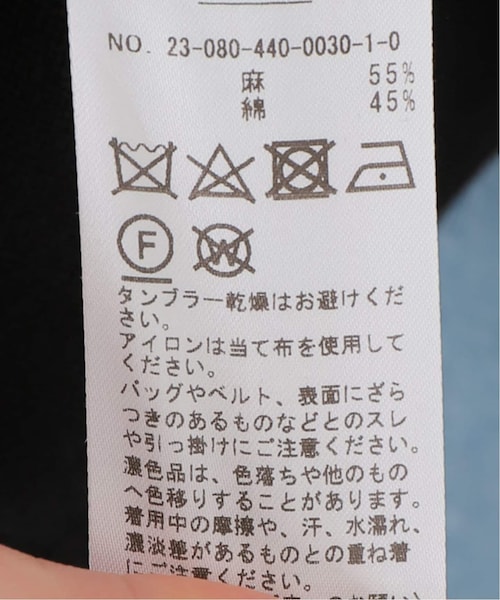 NO. 23-080-440-0030-1-0
麻 55%
綿 45%
F W
タンブラー乾燥はお避けくだ
さい。
アイロンは当て布を使用して
ください。
バッグやベルト、表面にざら
つきのあるものなどとのスレ
や引っ掛けにご注意ください。
濃色品は、色落ちや他のもの
へ色移りすることがあります。
着用中の摩擦や、汗、水濡れ、
濃淡差があるものとの重ね着
にご注意ください。
のお願い)